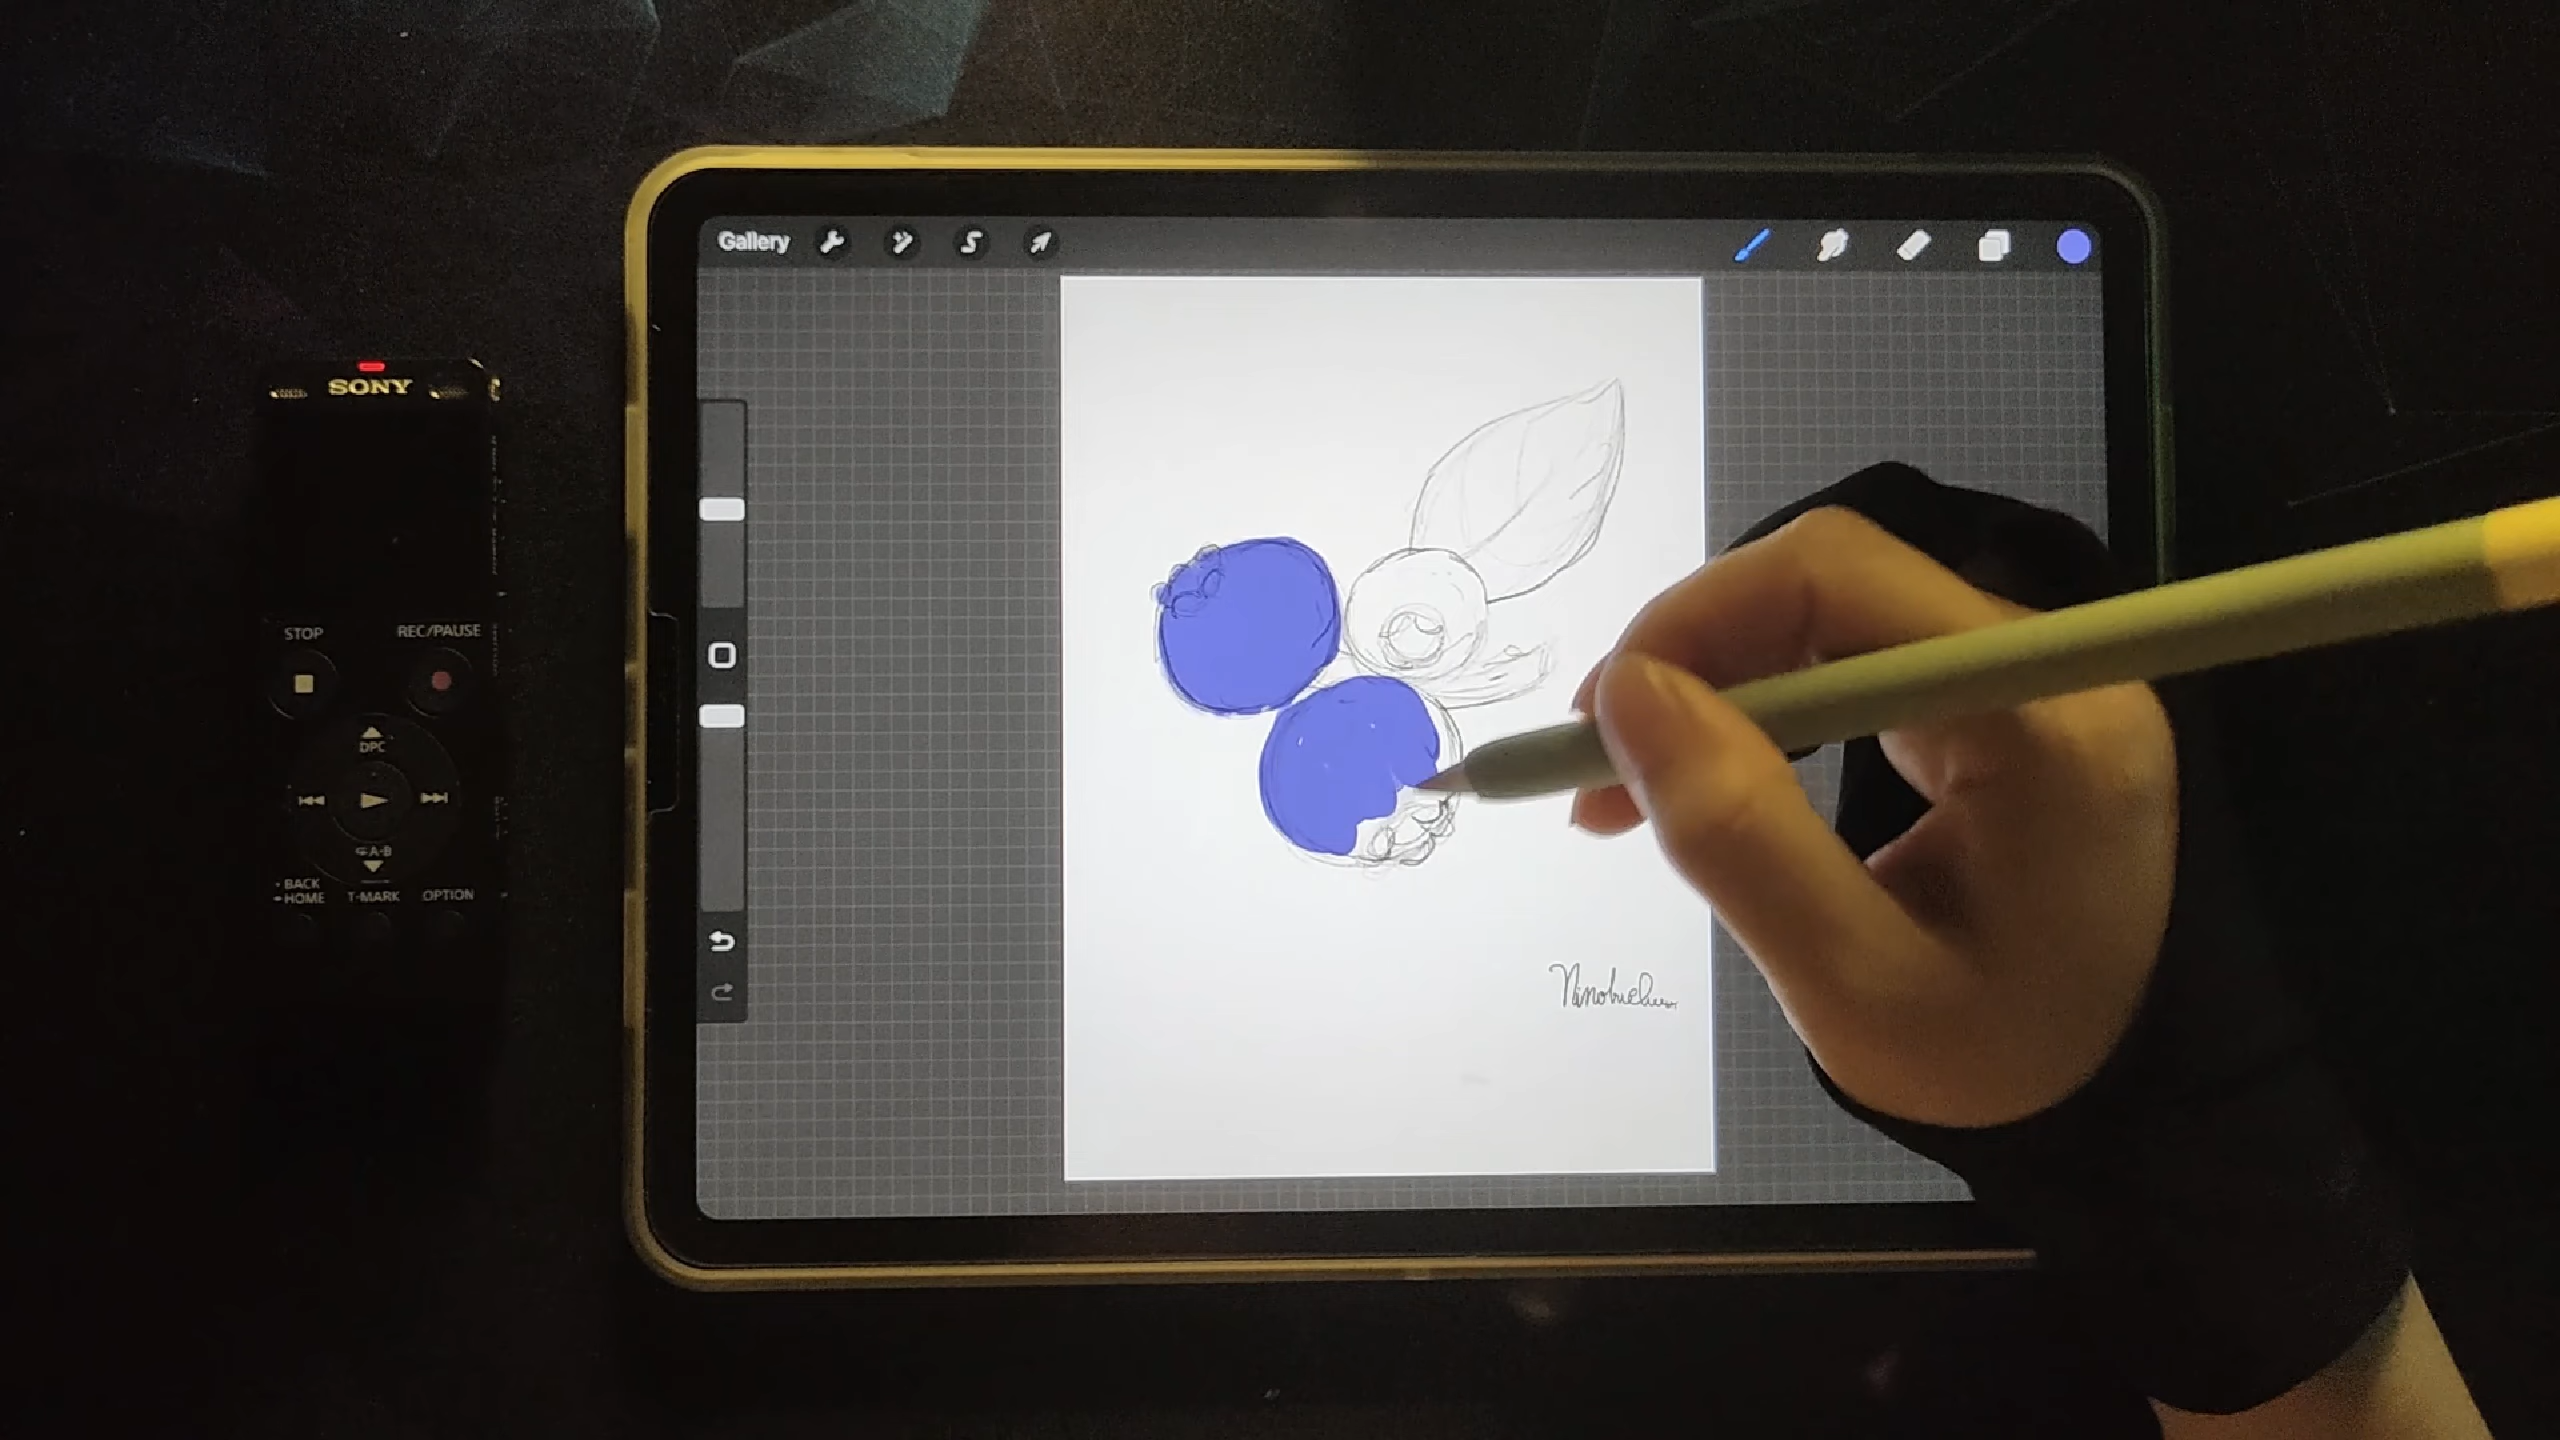 Gallery
SONY
STOP
REC/PAUSE
DPC
A-B
BACK
HOME
T-MARK
OPTION